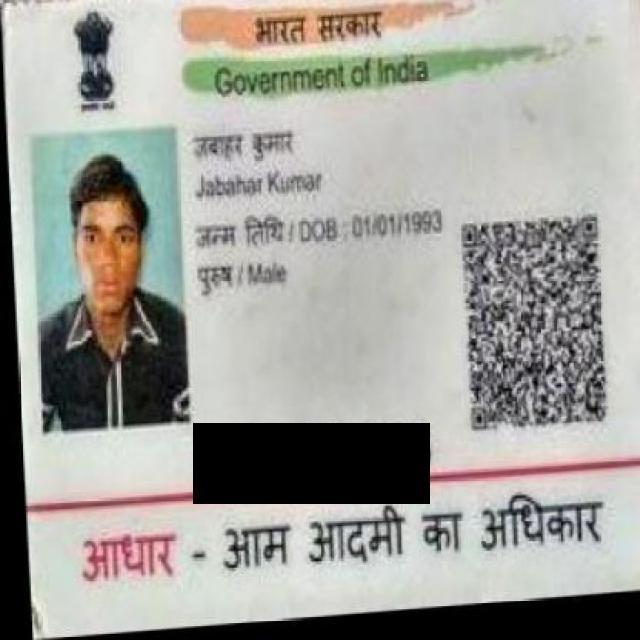 भारत सरकार
Government of India
जबाहर कुमार
Jabahar Kumar
जन्म तिथि / DOB : 01/01/1993
पुरुष / Male
आधार - आम आदमी का अधिकार